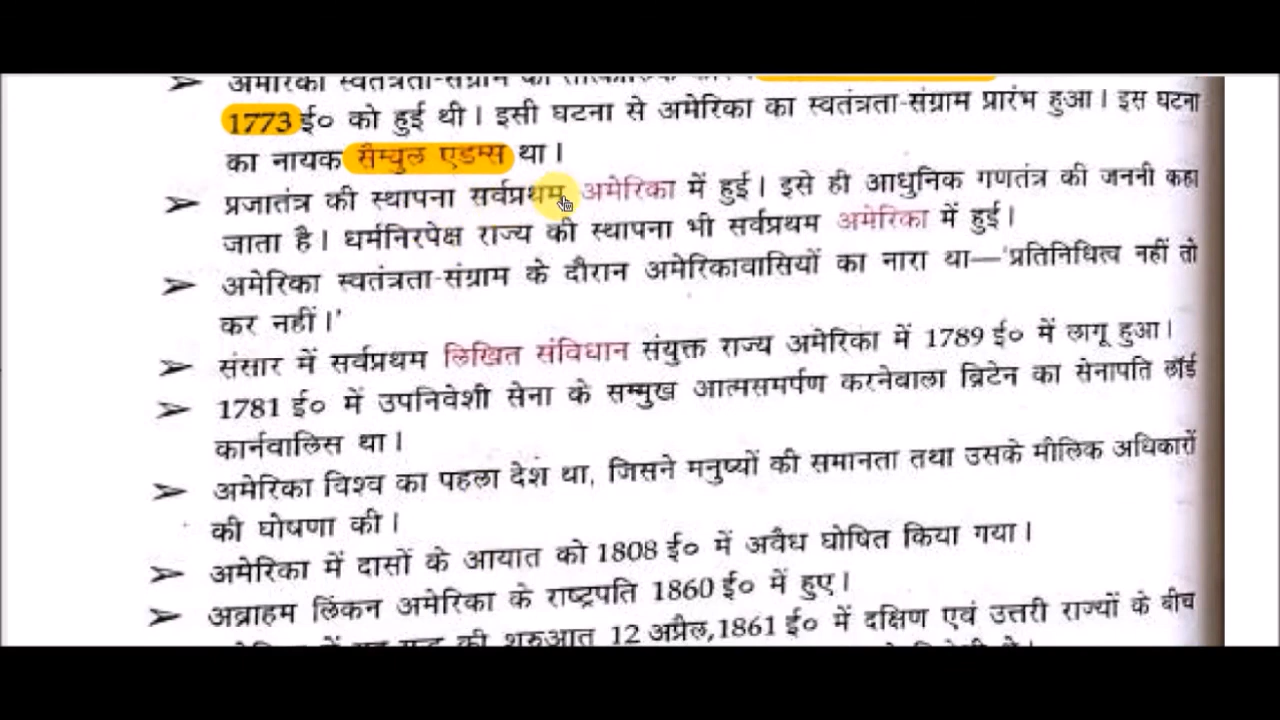 अमेरिका स्वतंत्रता-संग्राम का तात्कालिक
1773 ई० को हुई थी। इसी घटना से अमेरिका का स्वतंत्रता-संग्राम प्रारंभ हुआ। इस घटना
का नायक सैम्युल एडम्स था।
➢ प्रजातंत्र की स्थापना सर्वप्रथम अमेरिका में हुई। इसे ही आधुनिक गणतंत्र की जननी कहा
जाता है। धर्मनिरपेक्ष राज्य की स्थापना भी सर्वप्रथम अमेरिका में हुई।
➢ अमेरिका स्वतंत्रता-संग्राम के दौरान अमेरिकावासियों का नारा था—'प्रतिनिधित्व नहीं तो
कर नहीं।'
➢ संसार में सर्वप्रथम लिखित संविधान संयुक्त राज्य अमेरिका में 1789 ई० में लागू हुआ।
➢ 1781 ई० में उपनिवेशी सेना के सम्मुख आत्मसमर्पण करनेवाला ब्रिटेन का सेनापति लॉर्ड
कार्नवालिस था।
➢ अमेरिका विश्व का पहला देश था, जिसने मनुष्यों की समानता तथा उसके मौलिक अधिकारों
की घोषणा की।
➢ अमेरिका में दासों के आयात को 1808 ई० में अवैध घोषित किया गया।
➢ अब्राहम लिंकन अमेरिका के राष्ट्रपति 1860 ई० में हुए।
की शुरुआत 12 अप्रैल, 1861 ई० में दक्षिण एवं उत्तरी राज्यों के बीच